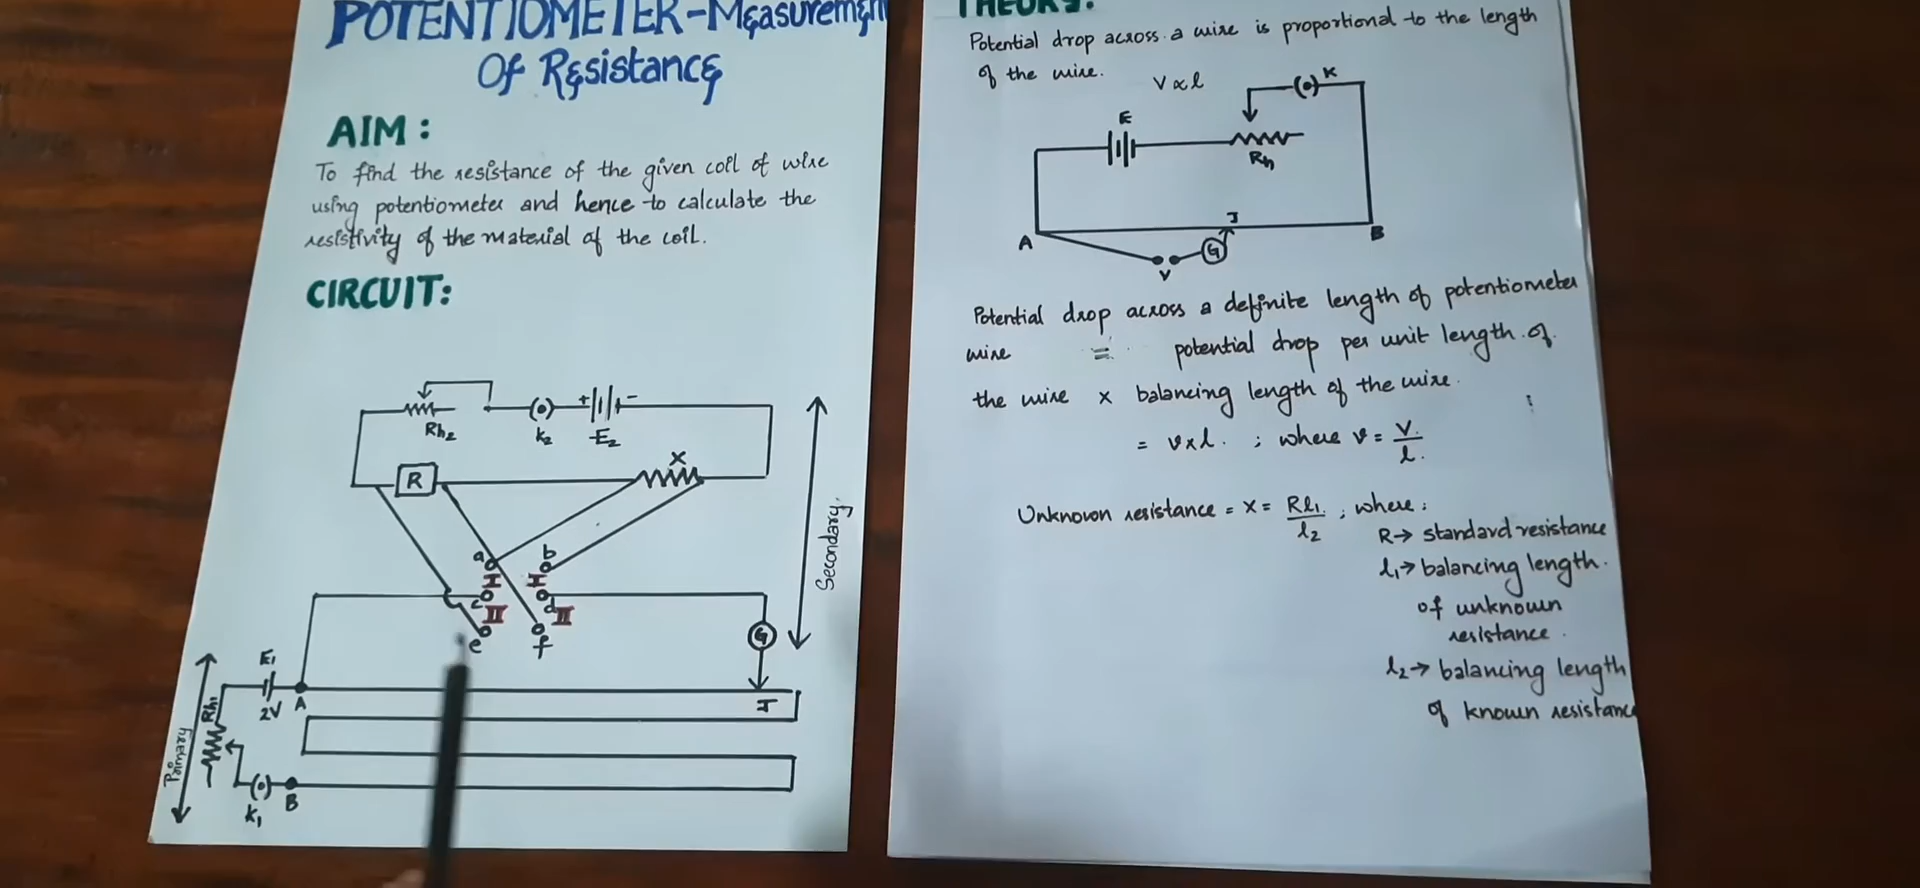 POTENTIOMETER-Measuremen
Of Resistance
AIM :
To find the resistance of the given coil of wire
using potentiometer and hence to calculate the
resistivity of the material of the coil.
CIRCUIT:
Rh₂
k₂
+ -
E₂
R
X
a b
I I
c d
II II
e f
G
J
Secondary
E₁
2V
A
Rh₁
Primary
k₁
B
THEORY:
Potential drop across a wire is proportional to the length
of the wire.
V ∝ l
K
E
Rh
J
A
B
G
V
Potential drop across a definite length of potentiometer
wire = potential drop per unit length of
the wire × balancing length of the wire.
= v×l. ; where v = V/l.
Unknown resistance = X = Rl₁/l₂ ; where :
R→ standard resistance
l₁→ balancing length
of unknown
resistance.
l₂→ balancing length
of known resistance